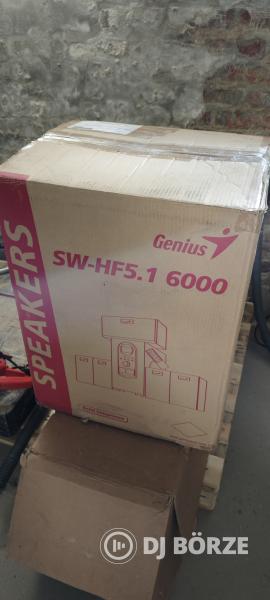 Genius
SPEAKERS
SW-HF5.1 6000
DJ BÖRZE